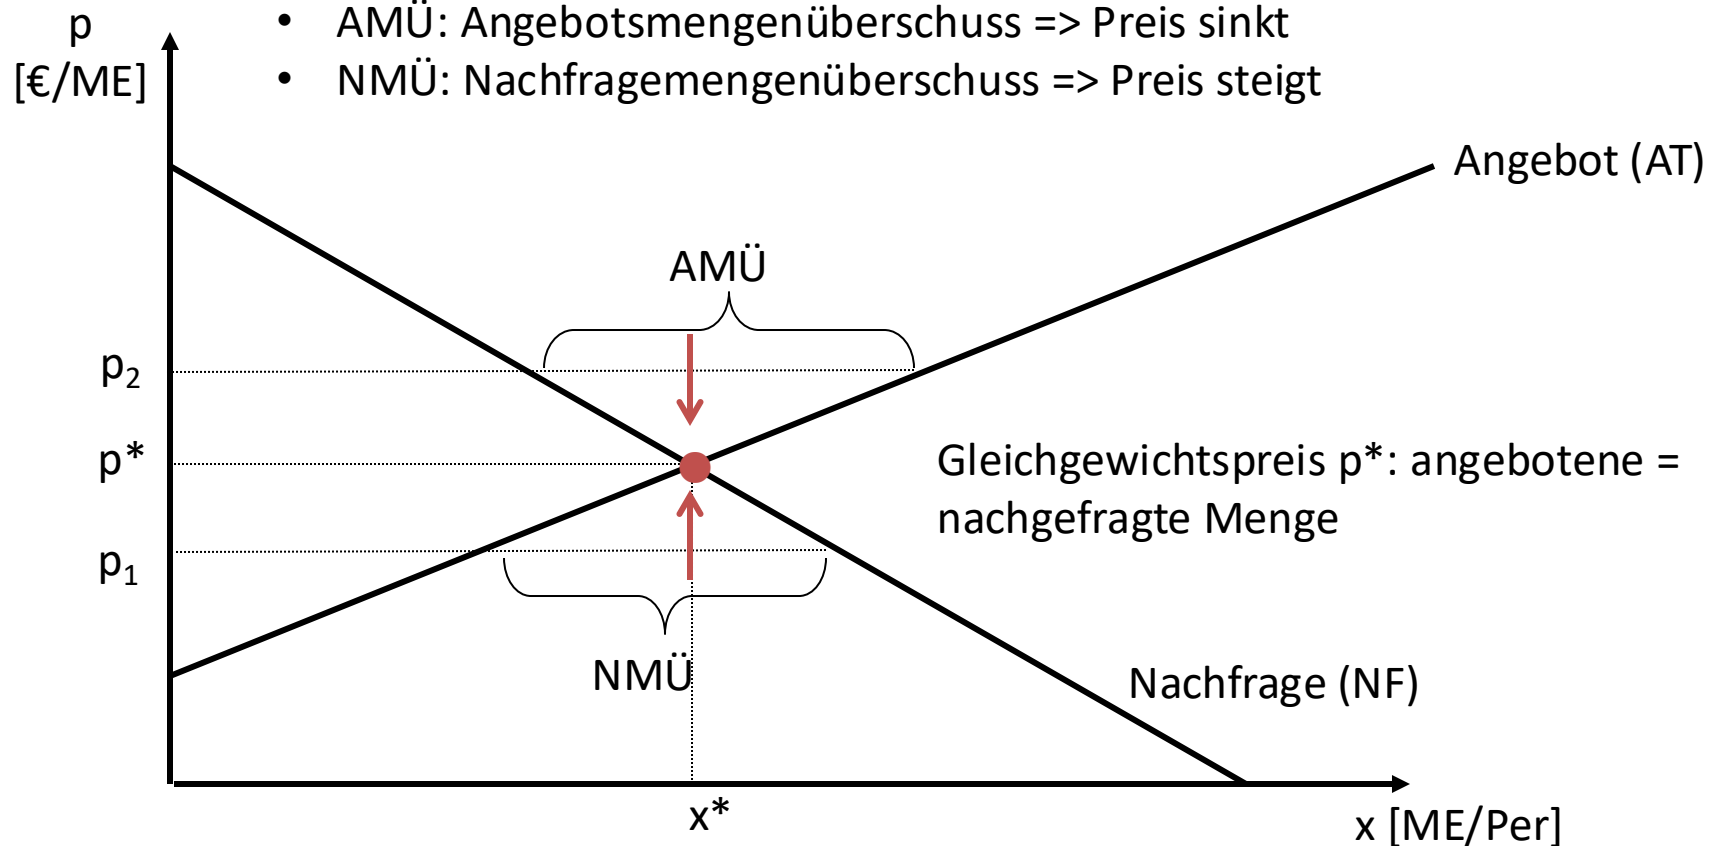 p
[€/ME]
• AMÜ: Angebotsmengenüberschuss => Preis sinkt
• NMÜ: Nachfragemengenüberschuss => Preis steigt
Angebot (AT)
AMÜ
p₂
p*
Gleichgewichtspreis p*: angebotene =
nachgefragte Menge
p₁
NMÜ
Nachfrage (NF)
x*
x [ME/Per]